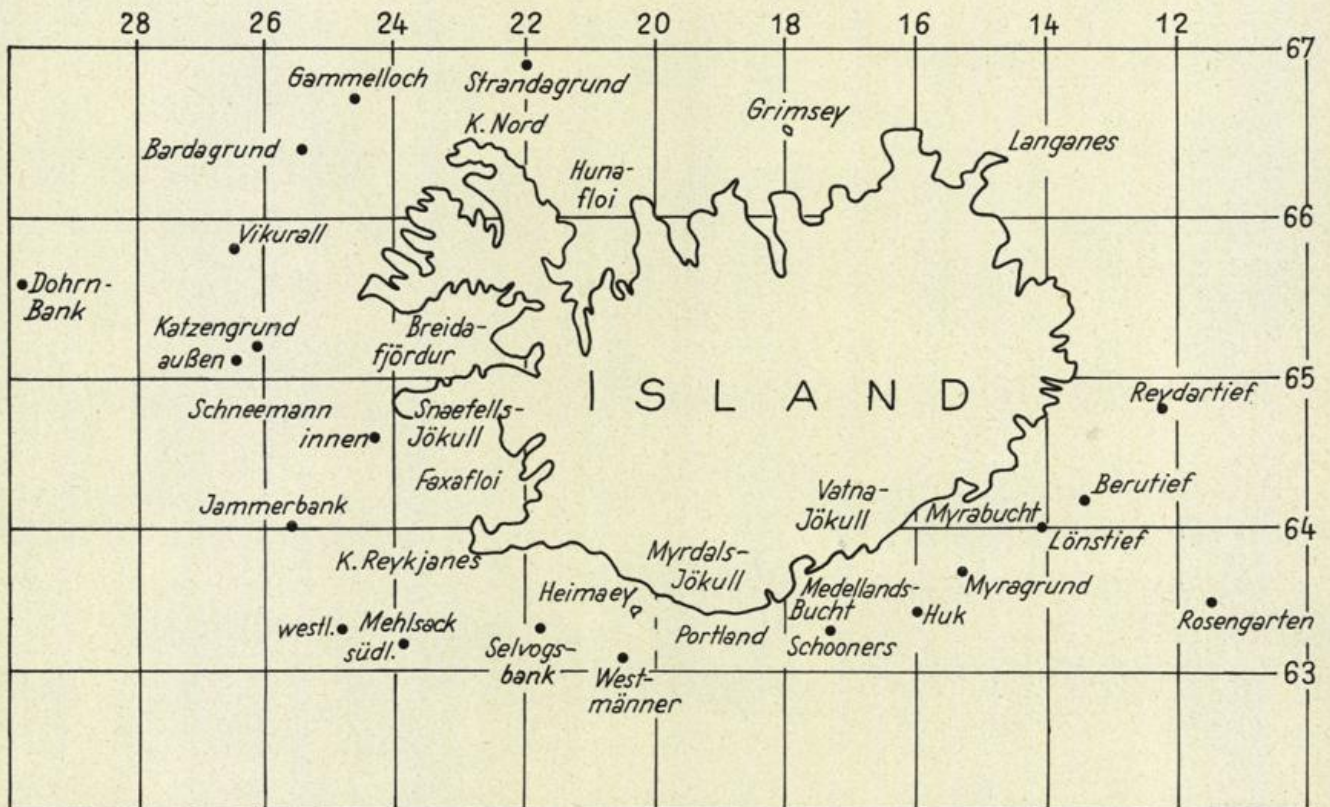 28 26 24 22 20 18 16 14 12
67
Gammelloch
Strandagrund
K. Nord
Grimsey
Langanes
Bardagrund
Huna-
floi
66
Vikurall
Dohrn-
Bank
Katzengrund
außen
Breida-
fjördur
ISLAND
65
Reydartief
Schneemann
innen
Snaefells-
Jökull
Faxafloi
Jammerbank
Vatna-
Jökull
Myrabucht
Berutief
64
Lönstief
K. Reykjanes
Myrdals-
Jökull
Heimaey
Medellands-
Bucht
Myragrund
Huk
Rosengarten
westl.
Mehlsack
südl.
Selvogs-
bank
West-
männer
Portland
Schooners
63